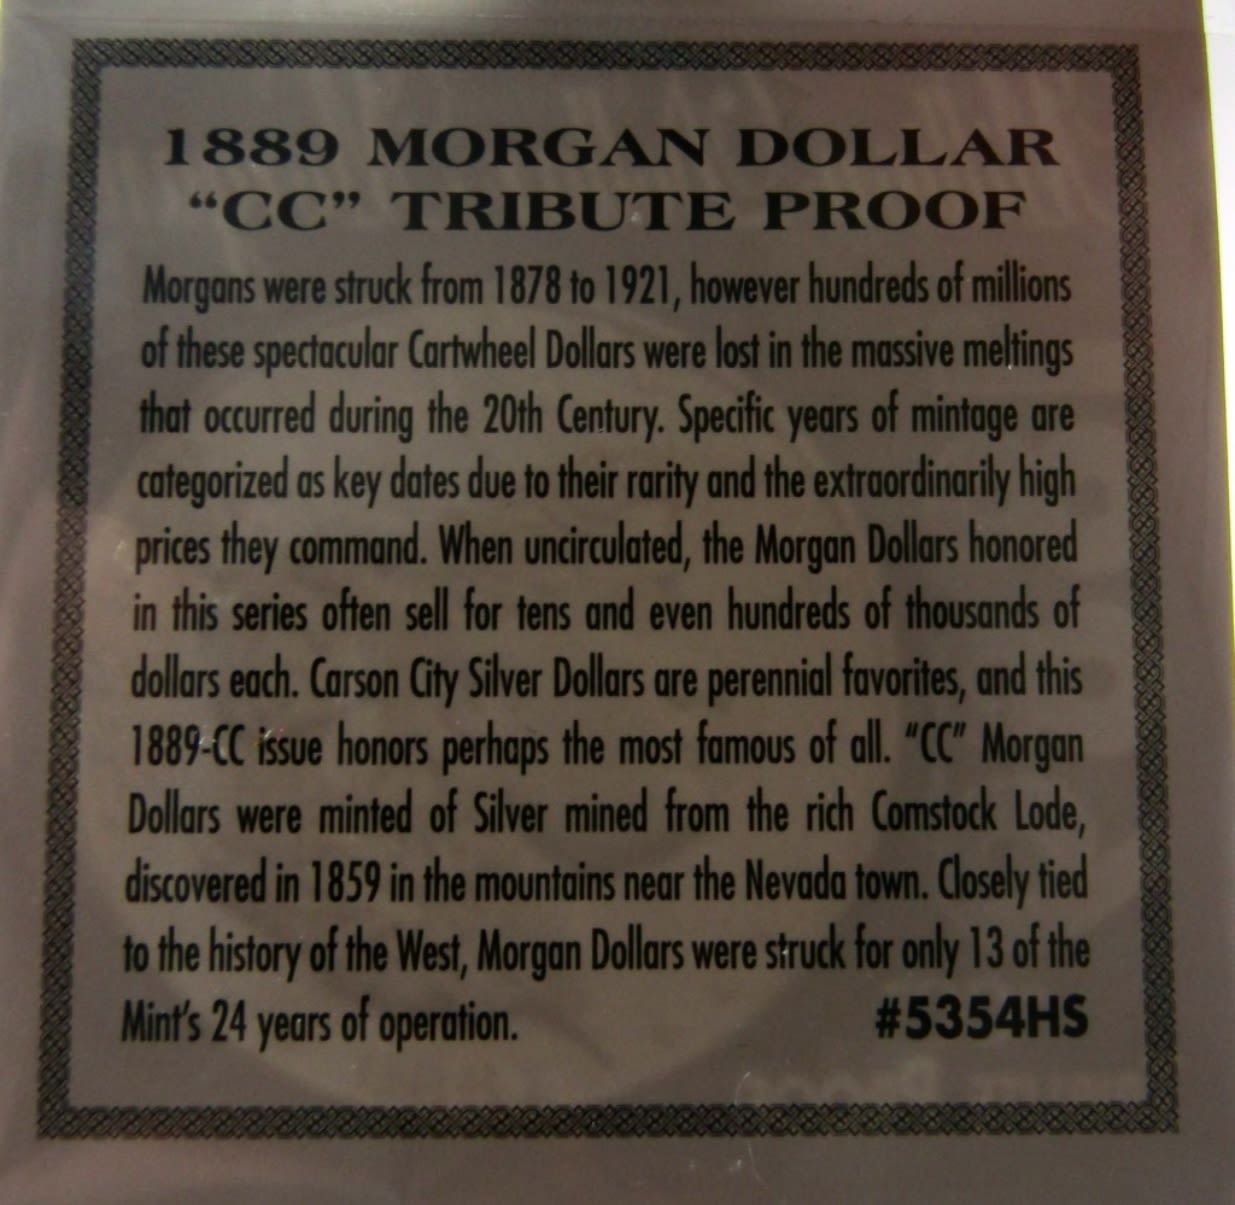 1889 MORGAN DOLLAR
“CC” TRIBUTE PROOF
Morgans were struck from 1878 to 1921, however hundreds of millions
of these spectacular Cartwheel Dollars were lost in the massive meltings
that occurred during the 20th Century. Specific years of mintage are
categorized as key dates due to their rarity and the extraordinarily high
prices they command. When uncirculated, the Morgan Dollars honored
in this series often sell for tens and even hundreds of thousands of
dollars each. Carson City Silver Dollars are perennial favorites, and this
1889-CC issue honors perhaps the most famous of all. “CC” Morgan
Dollars were minted of Silver mined from the rich Comstock Lode,
discovered in 1859 in the mountains near the Nevada town. Closely tied
to the history of the West, Morgan Dollars were struck for only 13 of the
Mint’s 24 years of operation. #5354HS